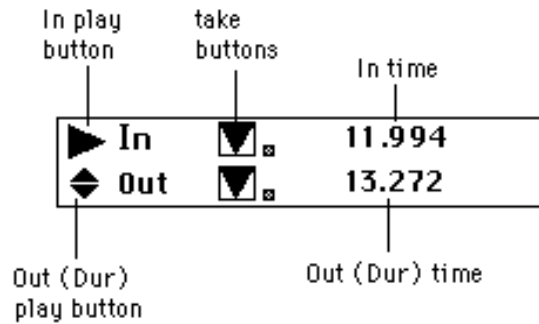 In play
button
take
buttons
In time
In
11.994
Out
13.272
Out (Dur)
play button
Out (Dur) time